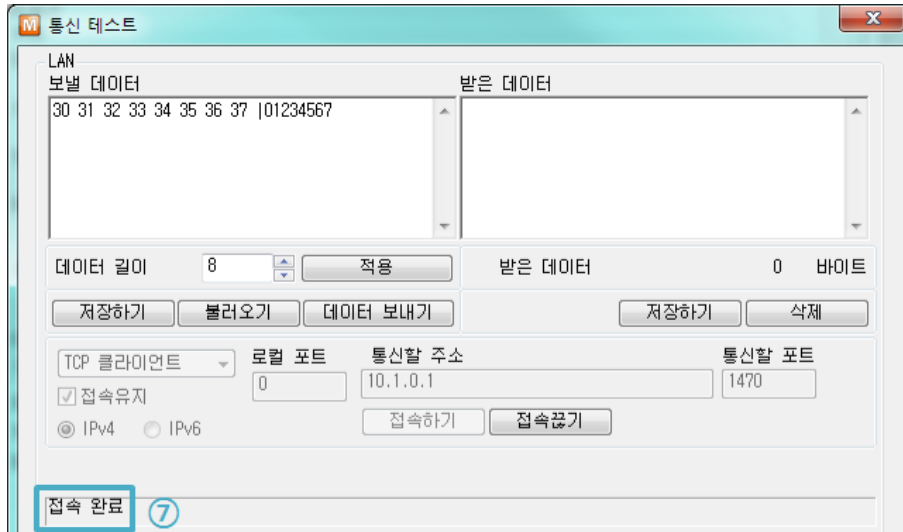 M 통신 테스트
LAN
보낼 데이터
받은 데이터
30 31 32 33 34 35 36 37 |01234567
데이터 길이 8 적용
받은 데이터 0 바이트
저장하기 불러오기 데이터 보내기
저장하기 삭제
TCP 클라이언트 로컬 포트 통신할 주소 통신할 포트
0 10.1.0.1 1470
접속유지
접속하기 접속끊기
IPv4 IPv6
접속 완료 ⑦